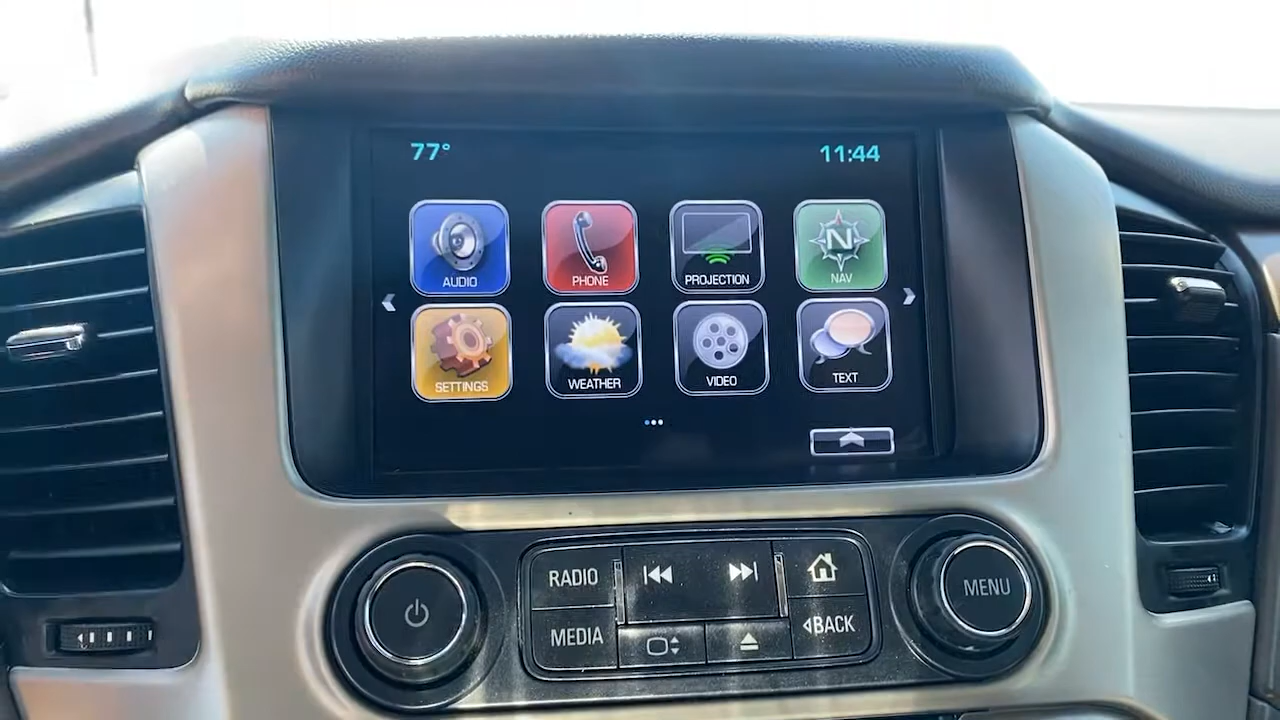 77° 11:44
AUDIO PHONE PROJECTION N NAV
SETTINGS WEATHER VIDEO TEXT
RADIO
MEDIA
BACK
MENU